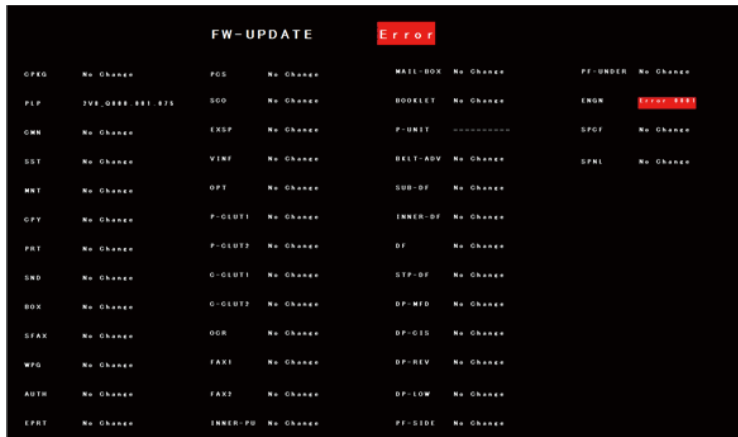 FW-UPDATE Error
CPKG No Change PCS No Change MAIL-BOX No Change PF-UNDER No Change
PLP SCO No Change BOOKLET No Change ENGN Error 0001
CMN No Change EXSP No Change P-UNIT ---------- SPCF No Change
SST No Change VINF No Change BELT-ADV No Change SPNL No Change
MNT No Change OPT No Change SUB-DF No Change
CPY No Change P-CLUT1 No Change INNER-DF No Change
PRT No Change P-CLUT2 No Change DF No Change
SND No Change C-CLUT1 No Change STP-DF No Change
BOX No Change C-CLUT2 No Change DP-MFD No Change
SFAX No Change OCR No Change DP-CIS No Change
WPG No Change FAX1 No Change DP-REV No Change
AUTH No Change FAX2 No Change DP-LOW No Change
EPRT No Change INNER-PU No Change PF-SIDE No Change